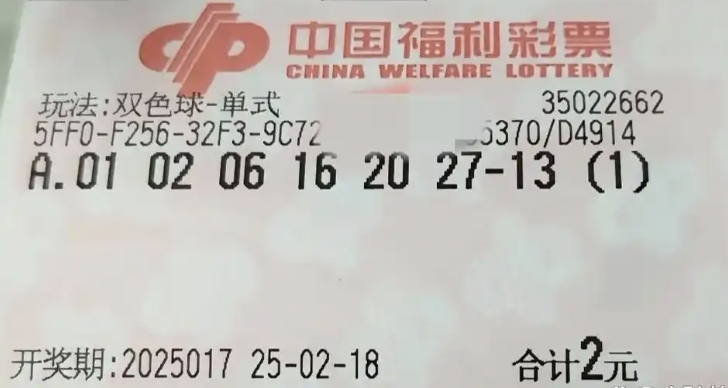 中国福利彩票
CHINA WELFARE LOTTERY
玩法:双色球-单式 35022662
5FF0-F256-32F3-9C72 5370/D4914
A.01 02 06 16 20 27-13 (1)
开奖期:2025017 25-02-18 合计2元